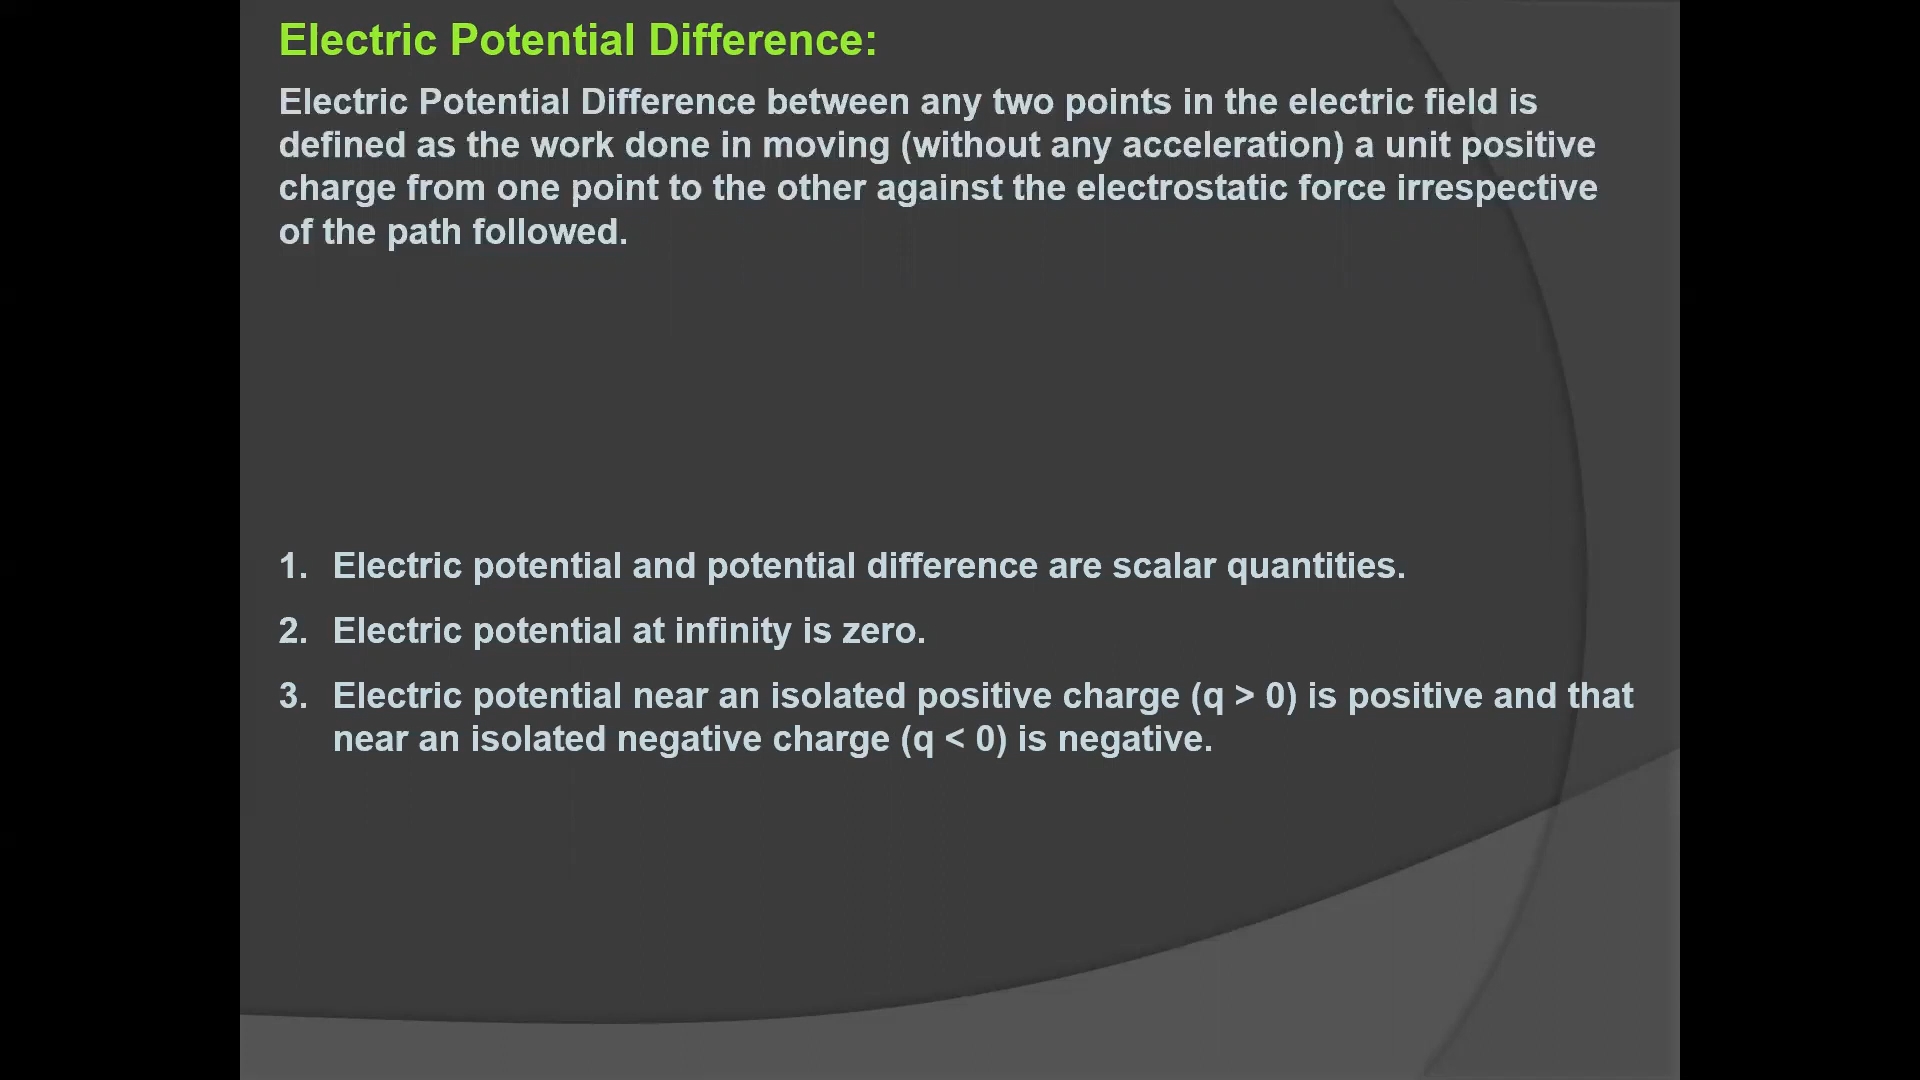 Electric Potential Difference:
Electric Potential Difference between any two points in the electric field is
defined as the work done in moving (without any acceleration) a unit positive
charge from one point to the other against the electrostatic force irrespective
of the path followed.
1. Electric potential and potential difference are scalar quantities.
2. Electric potential at infinity is zero.
3. Electric potential near an isolated positive charge (q > 0) is positive and that
near an isolated negative charge (q < 0) is negative.